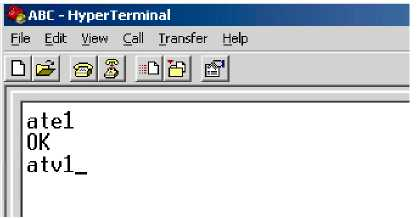 ABC - HyperTerminal
File Edit View Call Transfer Help
ate1
OK
atv1_